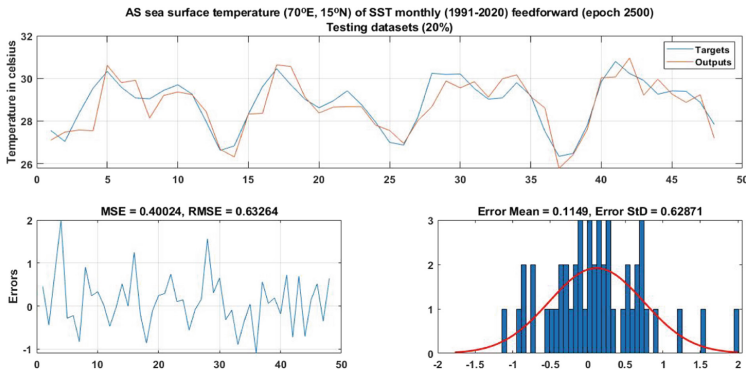 AS sea surface temperature (70ºE, 15ºN) of SST monthly (1991-2020) feedforward (epoch 2500)
Testing datasets (20%)
Temperature in celsius
32
30
28
26
0 5 10 15 20 25 30 35 40 45 50
Targets
Outputs
MSE = 0.40024, RMSE = 0.63264
Errors
2
1
0
-1
0 10 20 30 40 50
Error Mean = 0.1149, Error StD = 0.62871
3
2
1
0
-2 -1.5 -1 -0.5 0 0.5 1 1.5 2